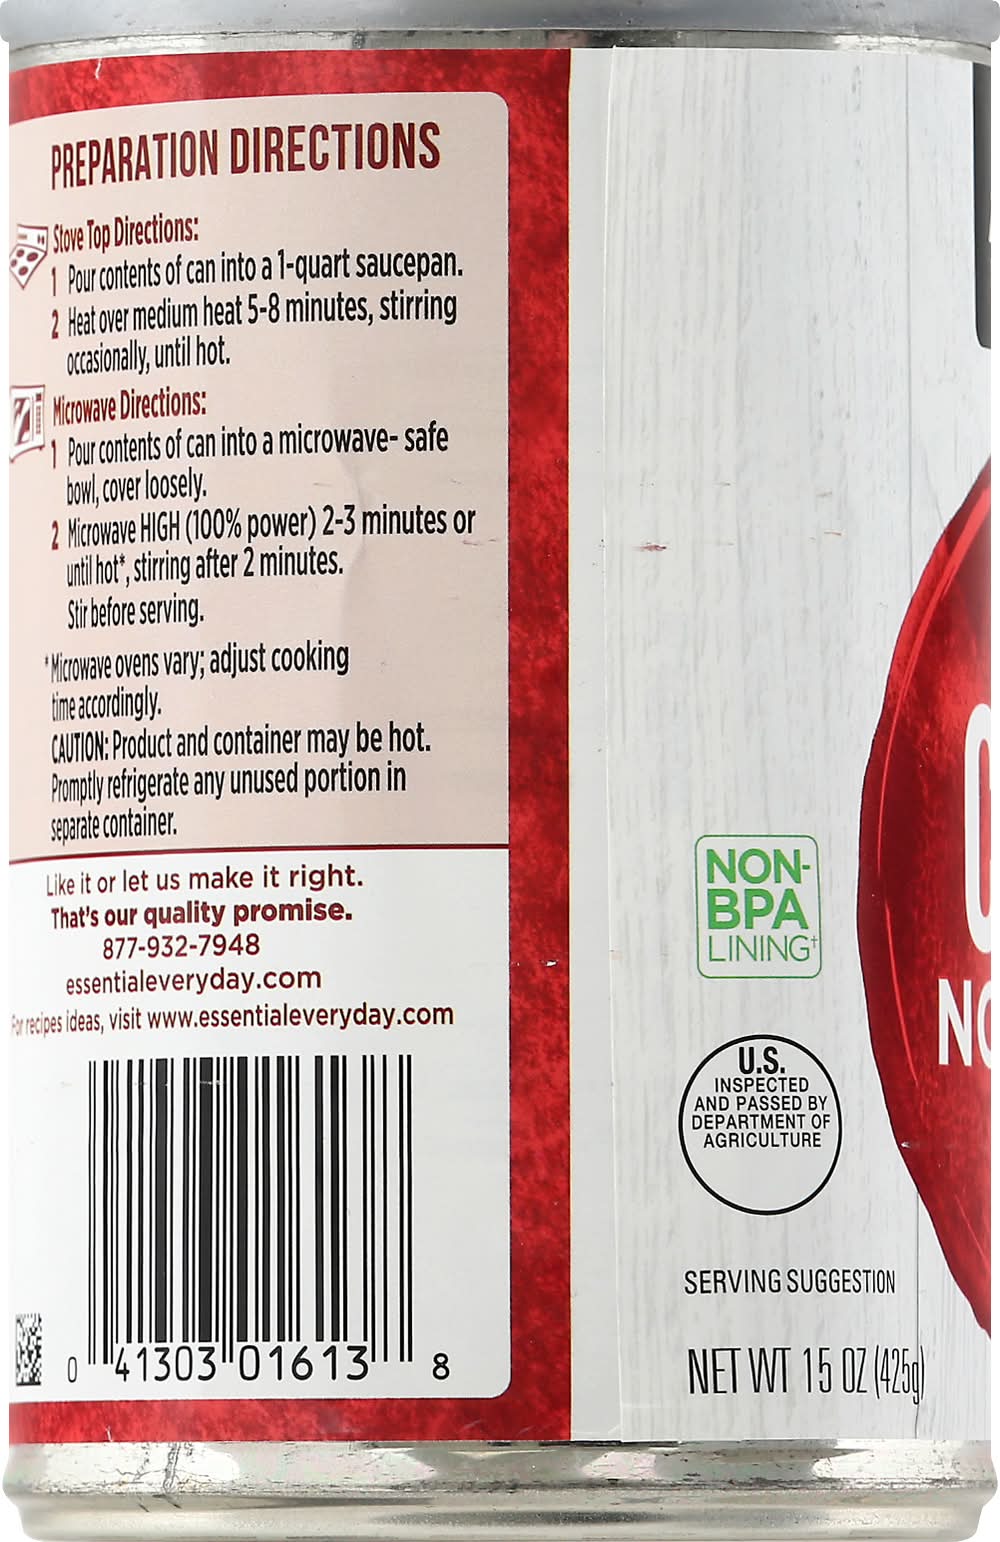 PREPARATION DIRECTIONS
Stove Top Directions:
1 Pour contents of can into a 1-quart saucepan.
2 Heat over medium heat 5-8 minutes, stirring
occasionally, until hot.
Microwave Directions:
1 Pour contents of can into a microwave- safe
bowl, cover loosely.
2 Microwave HIGH (100% power) 2-3 minutes or
until hot*, stirring after 2 minutes.
Stir before serving.
*Microwave ovens vary; adjust cooking
time accordingly.
CAUTION: Product and container may be hot.
Promptly refrigerate any unused portion in
separate container.
Like it or let us make it right.
That's our quality promise.
877-932-7948
essentialeveryday.com
For recipes ideas, visit www.essentialeveryday.com
0 41303 01613 8
NON-
BPA
LINING†
U.S.
INSPECTED
AND PASSED BY
DEPARTMENT OF
AGRICULTURE
SERVING SUGGESTION
NET WT 15 OZ (425g)